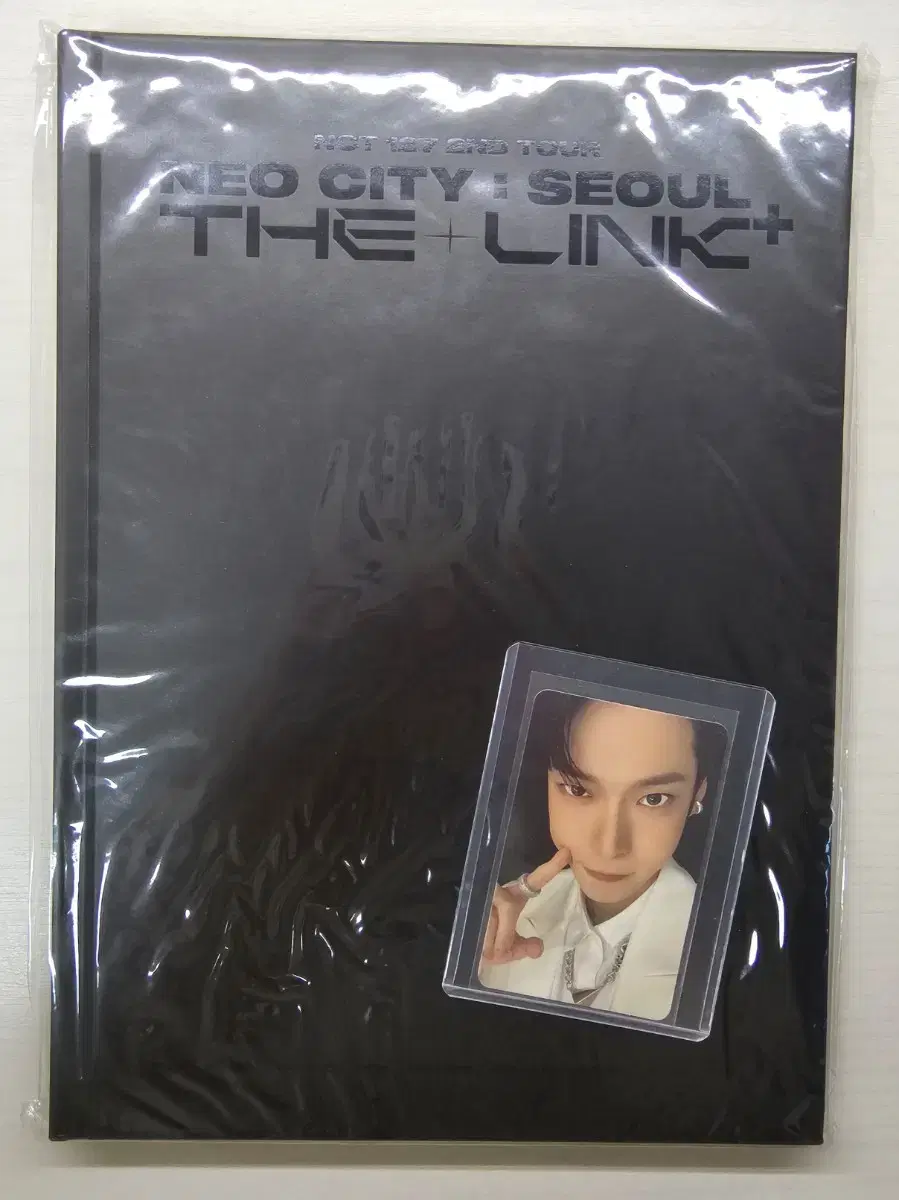 NCT 127 2ND TOUR
NEO CITY : SEOUL
THE LINK+